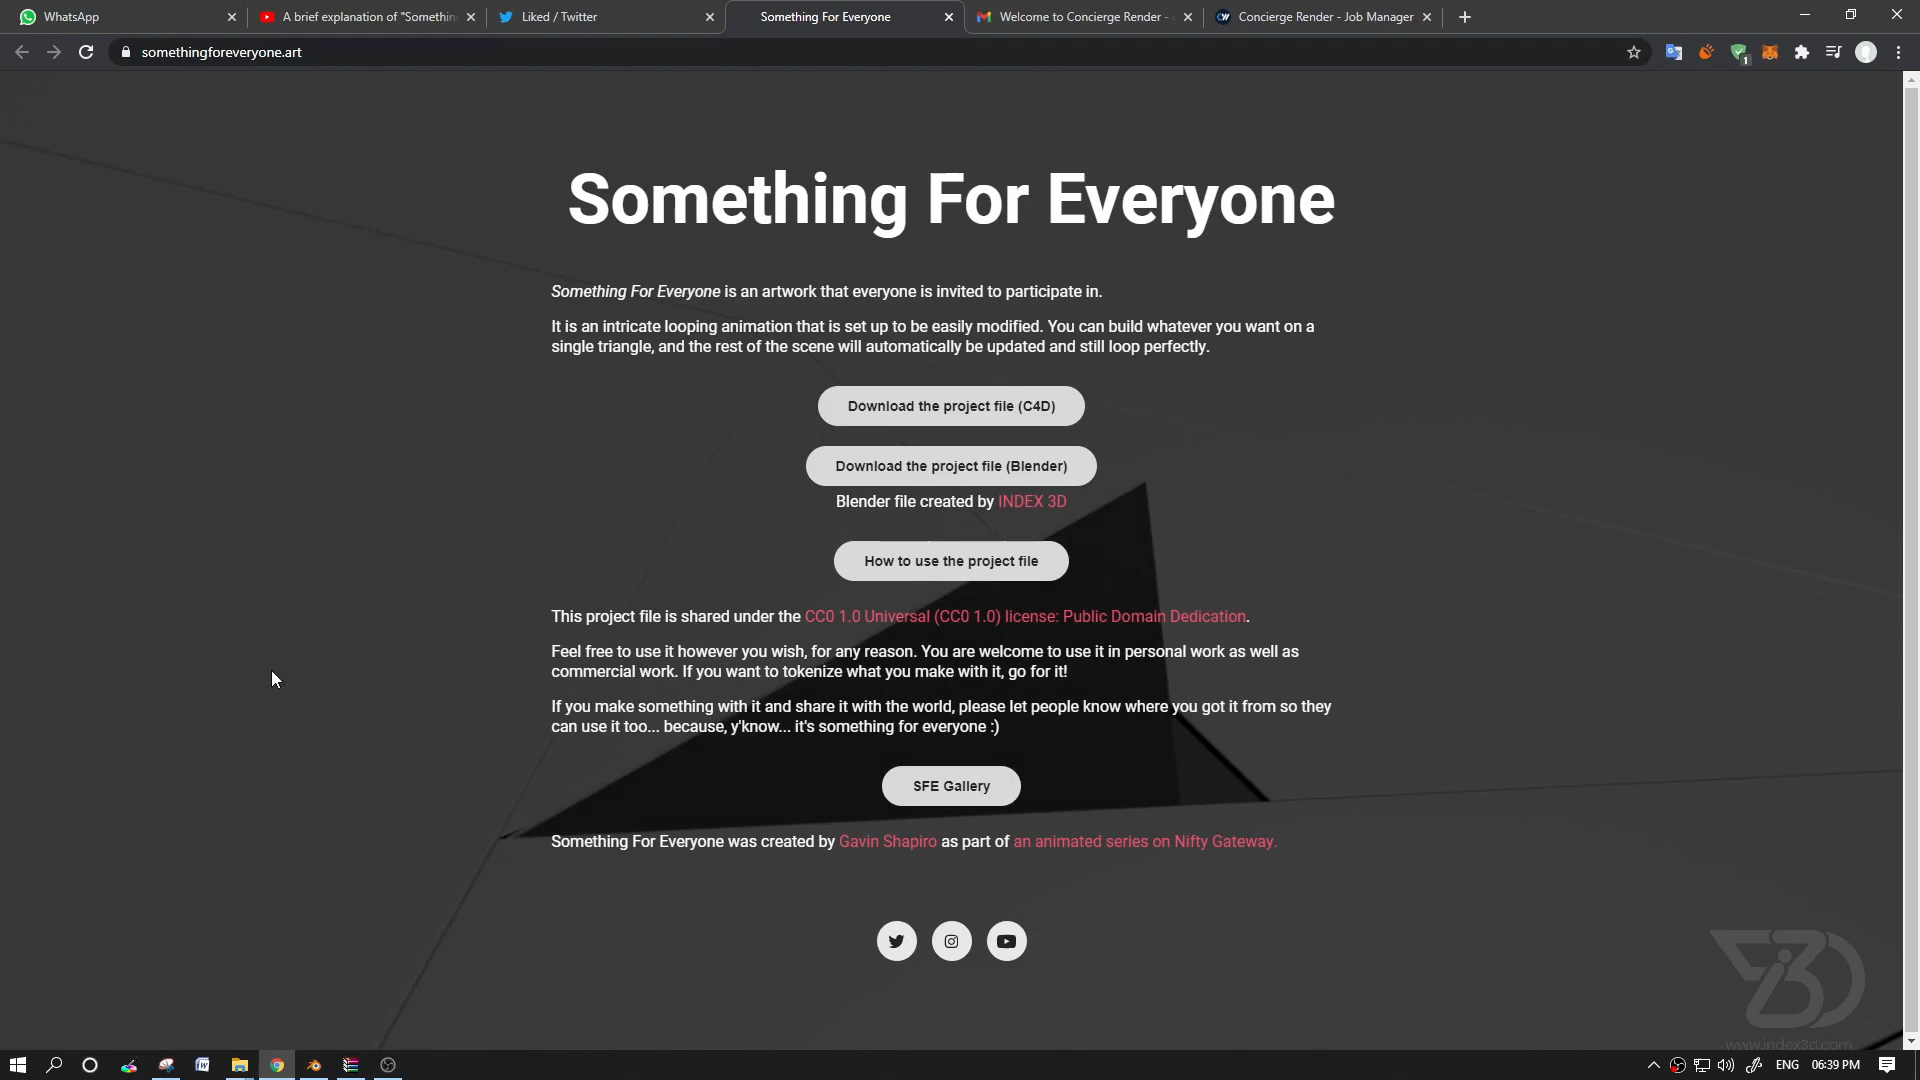 WhatsApp
A brief explanation of "Somethin
Liked / Twitter
Something For Everyone
Welcome to Concierge Render -
Concierge Render - Job Manager
somethingforeveryone.art
1
Something For Everyone
Something For Everyone is an artwork that everyone is invited to participate in.
It is an intricate looping animation that is set up to be easily modified. You can build whatever you want on a
single triangle, and the rest of the scene will automatically be updated and still loop perfectly.
Download the project file (C4D)
Download the project file (Blender)
Blender file created by INDEX 3D
How to use the project file
This project file is shared under the CC0 1.0 Universal (CC0 1.0) license: Public Domain Dedication.
Feel free to use it however you wish, for any reason. You are welcome to use it in personal work as well as
commercial work. If you want to tokenize what you make with it, go for it!
If you make something with it and share it with the world, please let people know where you got it from so they
can use it too... because, y'know... it's something for everyone :)
SFE Gallery
Something For Everyone was created by Gavin Shapiro as part of an animated series on Nifty Gateway.
www.index3d.com
ENG
06:39 PM